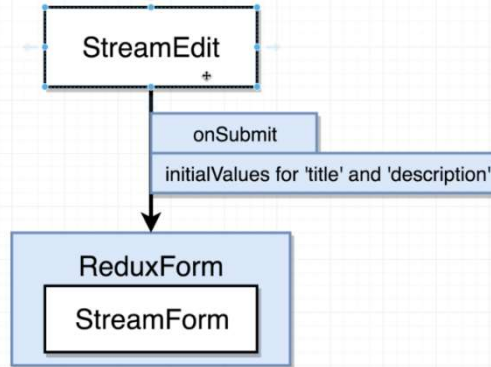 StreamEdit
onSubmit
initialValues for 'title' and 'description'
ReduxForm
StreamForm